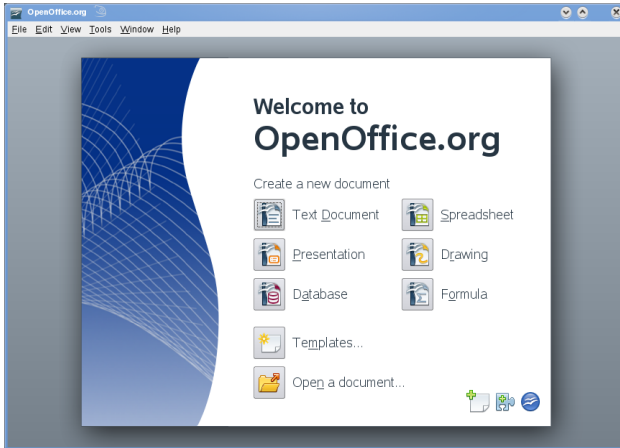 OpenOffice.org
File Edit View Tools Window Help
Welcome to
OpenOffice.org
Create a new document
Text Document Spreadsheet
Presentation Drawing
Database Formula
Templates...
Open a document...